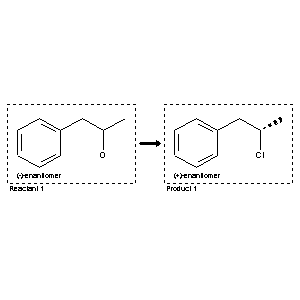 O
Cl
(-)-enantiomer
(+)-enantiomer
Reactant 1
Product 1